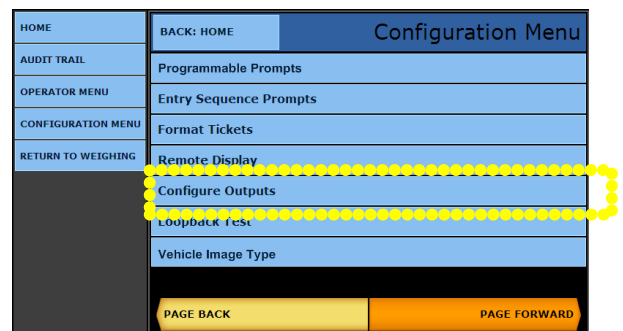 HOME
AUDIT TRAIL
OPERATOR MENU
CONFIGURATION MENU
RETURN TO WEIGHING
BACK: HOME
Configuration Menu
Programmable Prompts
Entry Sequence Prompts
Format Tickets
Remote Display
Configure Outputs
Loopback Test
Vehicle Image Type
PAGE BACK
PAGE FORWARD